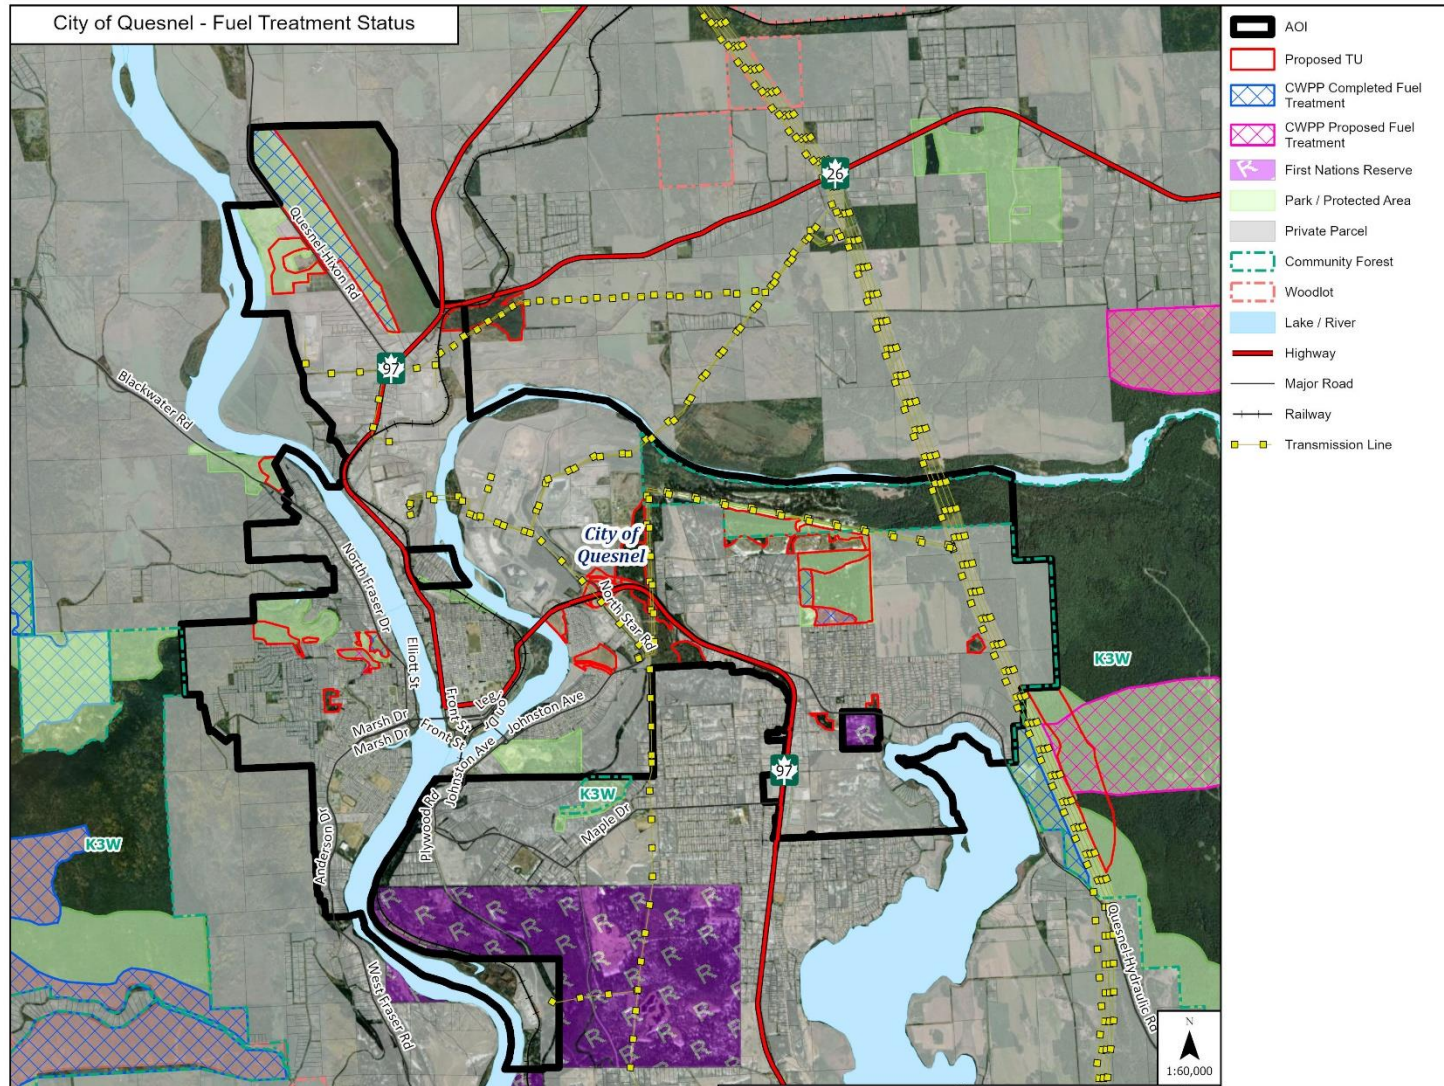 City of Quesnel - Fuel Treatment Status
AOI
Proposed TU
CWPP Completed Fuel
Treatment
CWPP Proposed Fuel
Treatment
R
First Nations Reserve
Park / Protected Area
Private Parcel
Community Forest
Woodlot
Lake / River
Highway
Major Road
Railway
Transmission Line
26
Quesnel-Hixon Rd
97
Blackwater Rd
City of
Quesnel
North Fraser Dr
North Star Rd
Elliott St
K3W
Front St
Legion Dr
Johnston Ave
Marsh Dr
Front St
Marsh Dr
Johnston Ave
R
97
Plywood Rd
K3W
Maple Dr
Anderson Dr
K3W
R R R R R R R
R R R R R R
West Fraser Rd
Quesnel-Hydraulic Rd
N
1:60,000